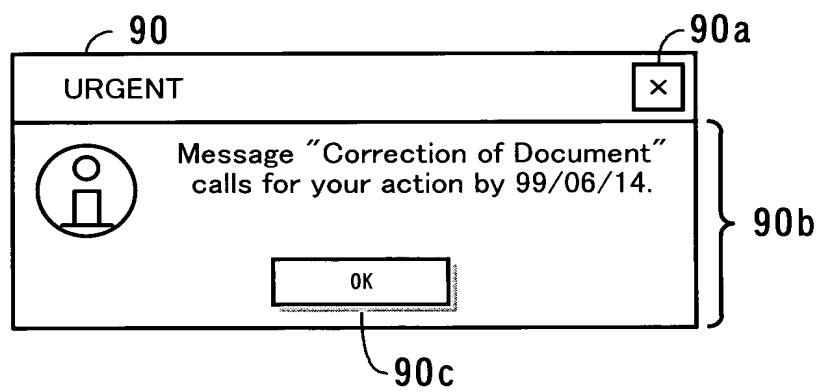 90
90a
URGENT
×
Message "Correction of Document"
calls for your action by 99/06/14.
90b
OK
90c